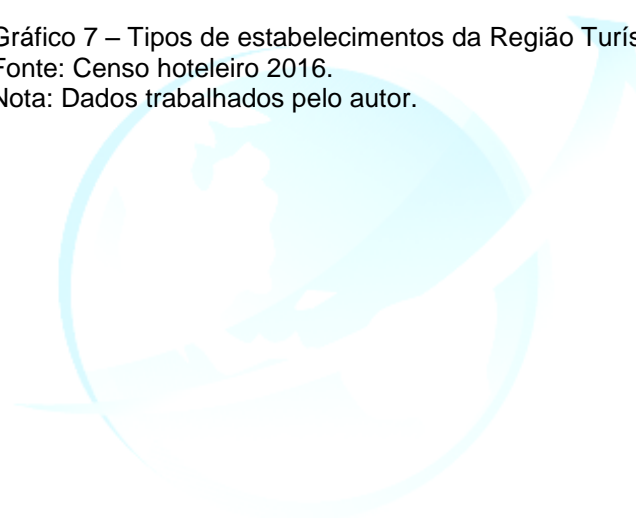 Gráfico 7 – Tipos de estabelecimentos da Região
Fonte: Censo hoteleiro 2016.
Nota: Dados trabalhados pelo autor.